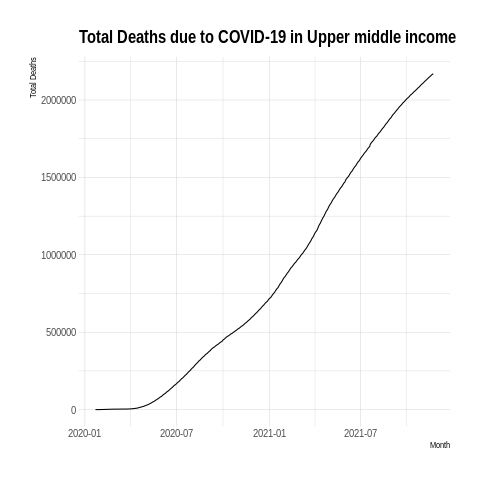 Total Deaths due to COVID-19 in Upper middle income
Total Deaths
2000000
1500000
1000000
500000
0
2020-01 2020-07 2021-01 2021-07
Month